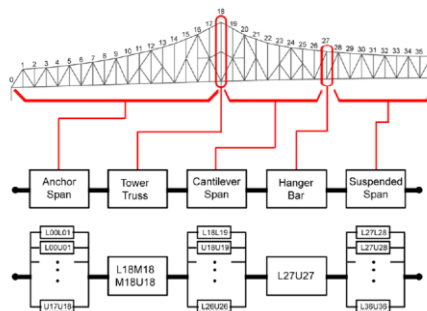 18
17 19
16 20
15 21
14 22
13 23
12 24
11 25
10 26
9 27
8 28
7 29
6 30
5 31
4 32
3 33
2 34
1 35
0
Anchor Span
Tower Truss
Cantilever Span
Hanger Bar
Suspended Span
L00L01
L00U01
U17U18
L18M18
M18U18
L18L19
U18U19
L26U26
L27U27
L27L28
L27U28
L38U38